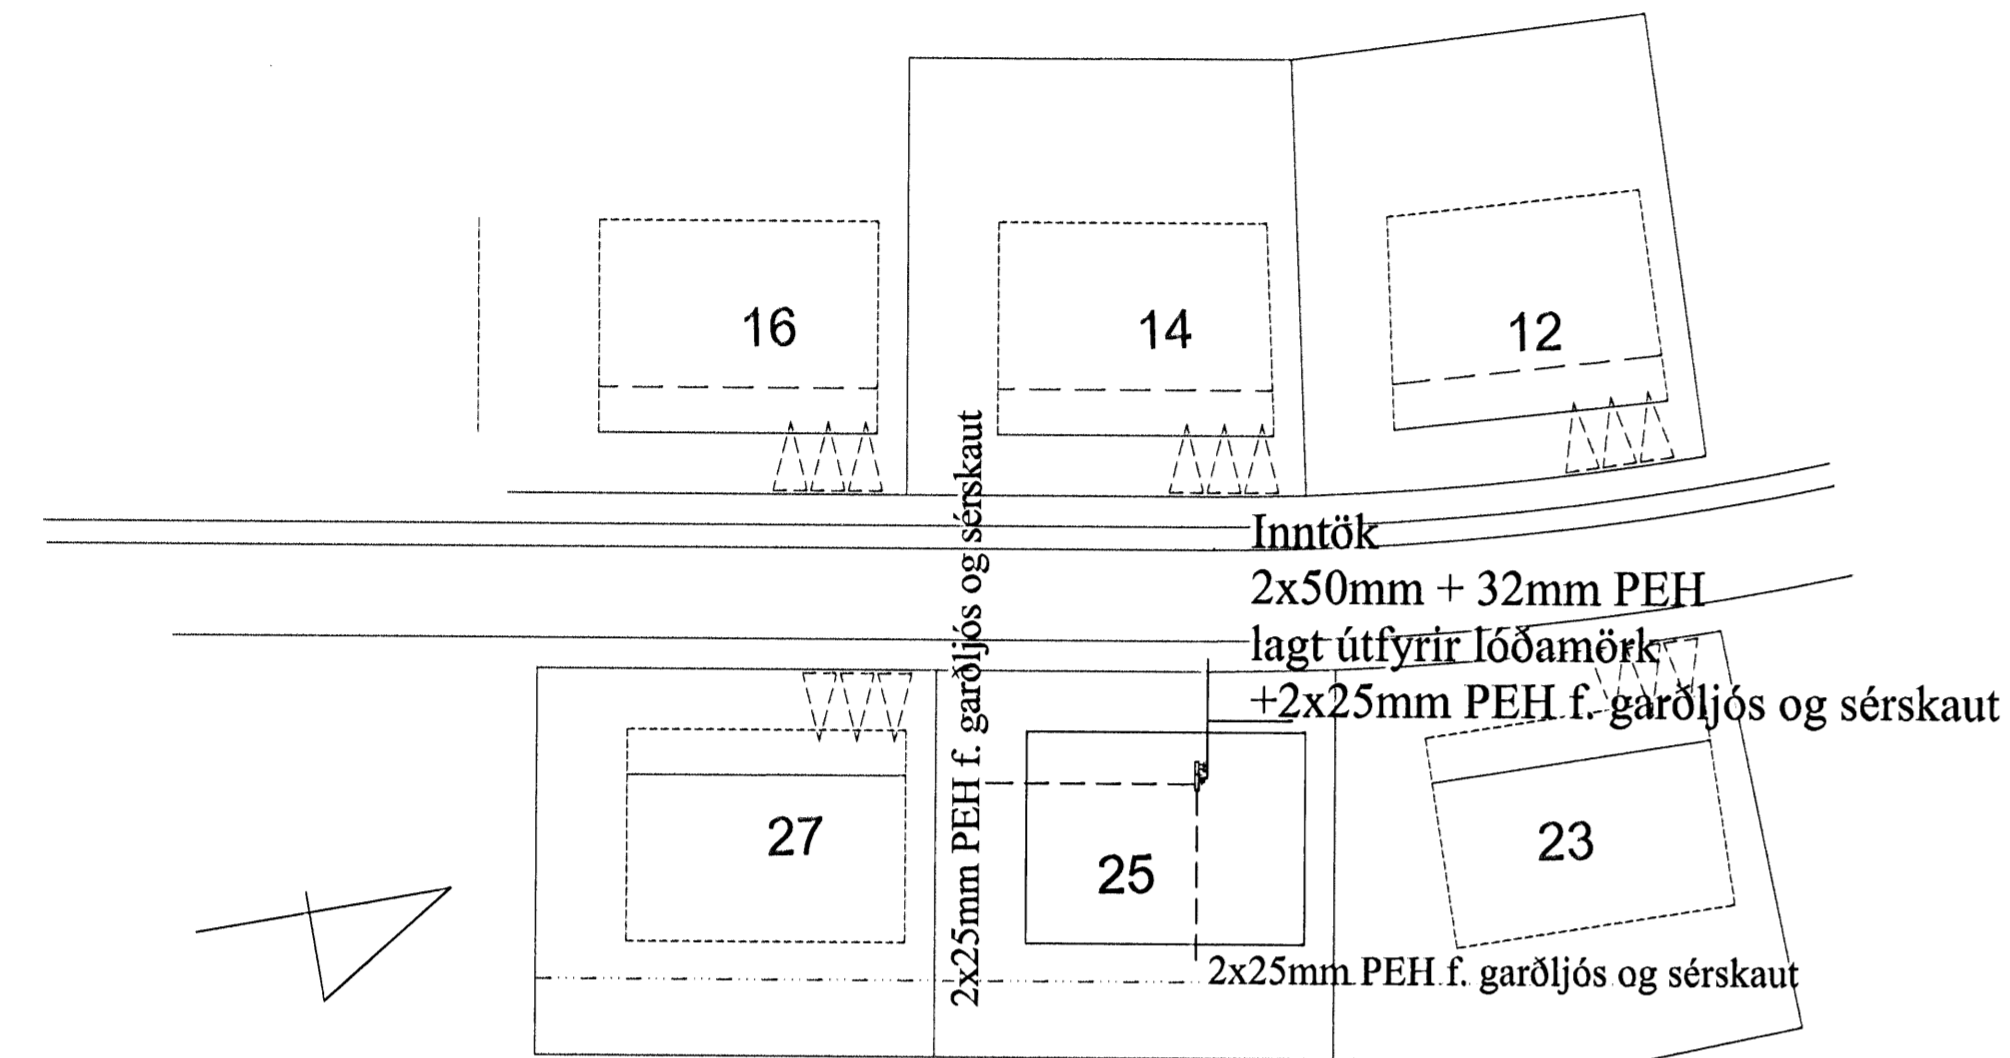 16
14
12
Inntök
2x50mm + 32mm PEH
lagt útfyrir lóðamörk
+2x25mm PEH f. garðljós og sérskaut
2x25mm PEH f. garðljós og sérskaut
27
25
23
2x25mm PEH f. garðljós og sérskaut